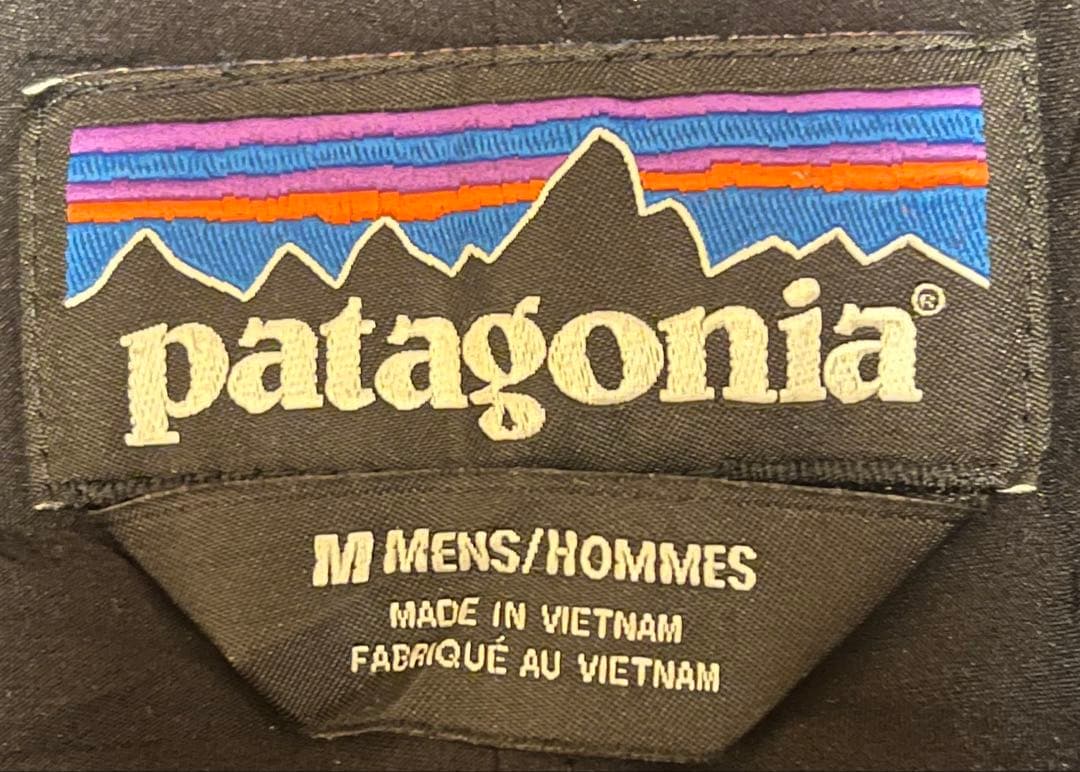 patagonia®
M MENS/HOMMES
MADE IN VIETNAM
FABRIQUÉ AU VIETNAM